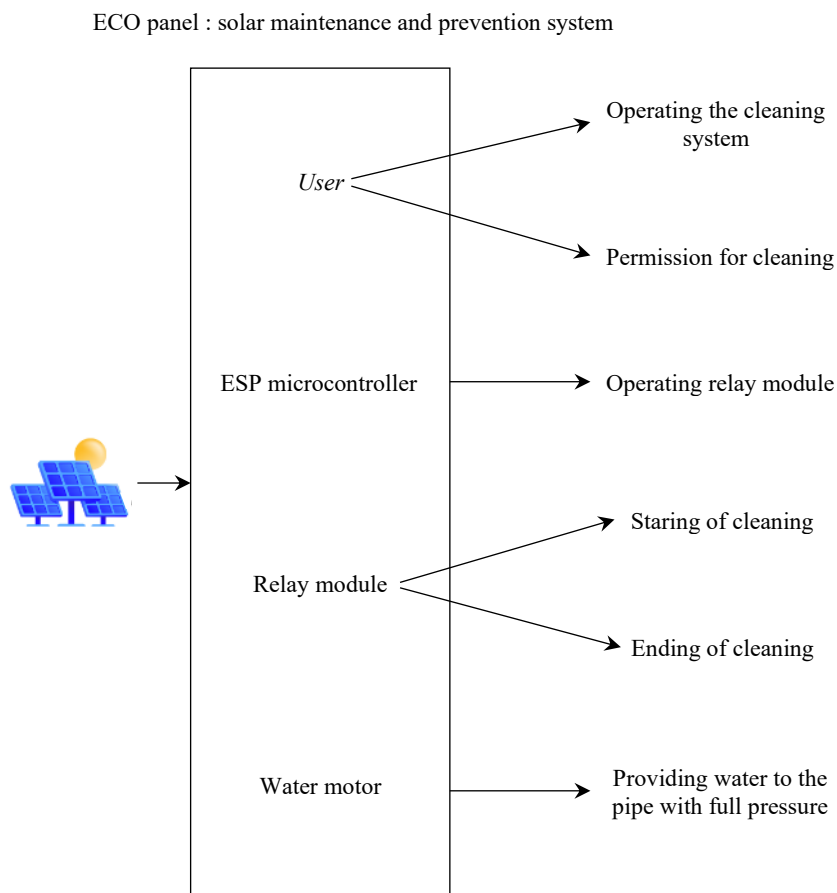 ECO panel : solar maintenance and prevention system
Operating the cleaning
system
User
Permission for cleaning
ESP microcontroller
Operating relay module
Staring of cleaning
Relay module
Ending of cleaning
Water motor
Providing water to the
pipe with full pressure